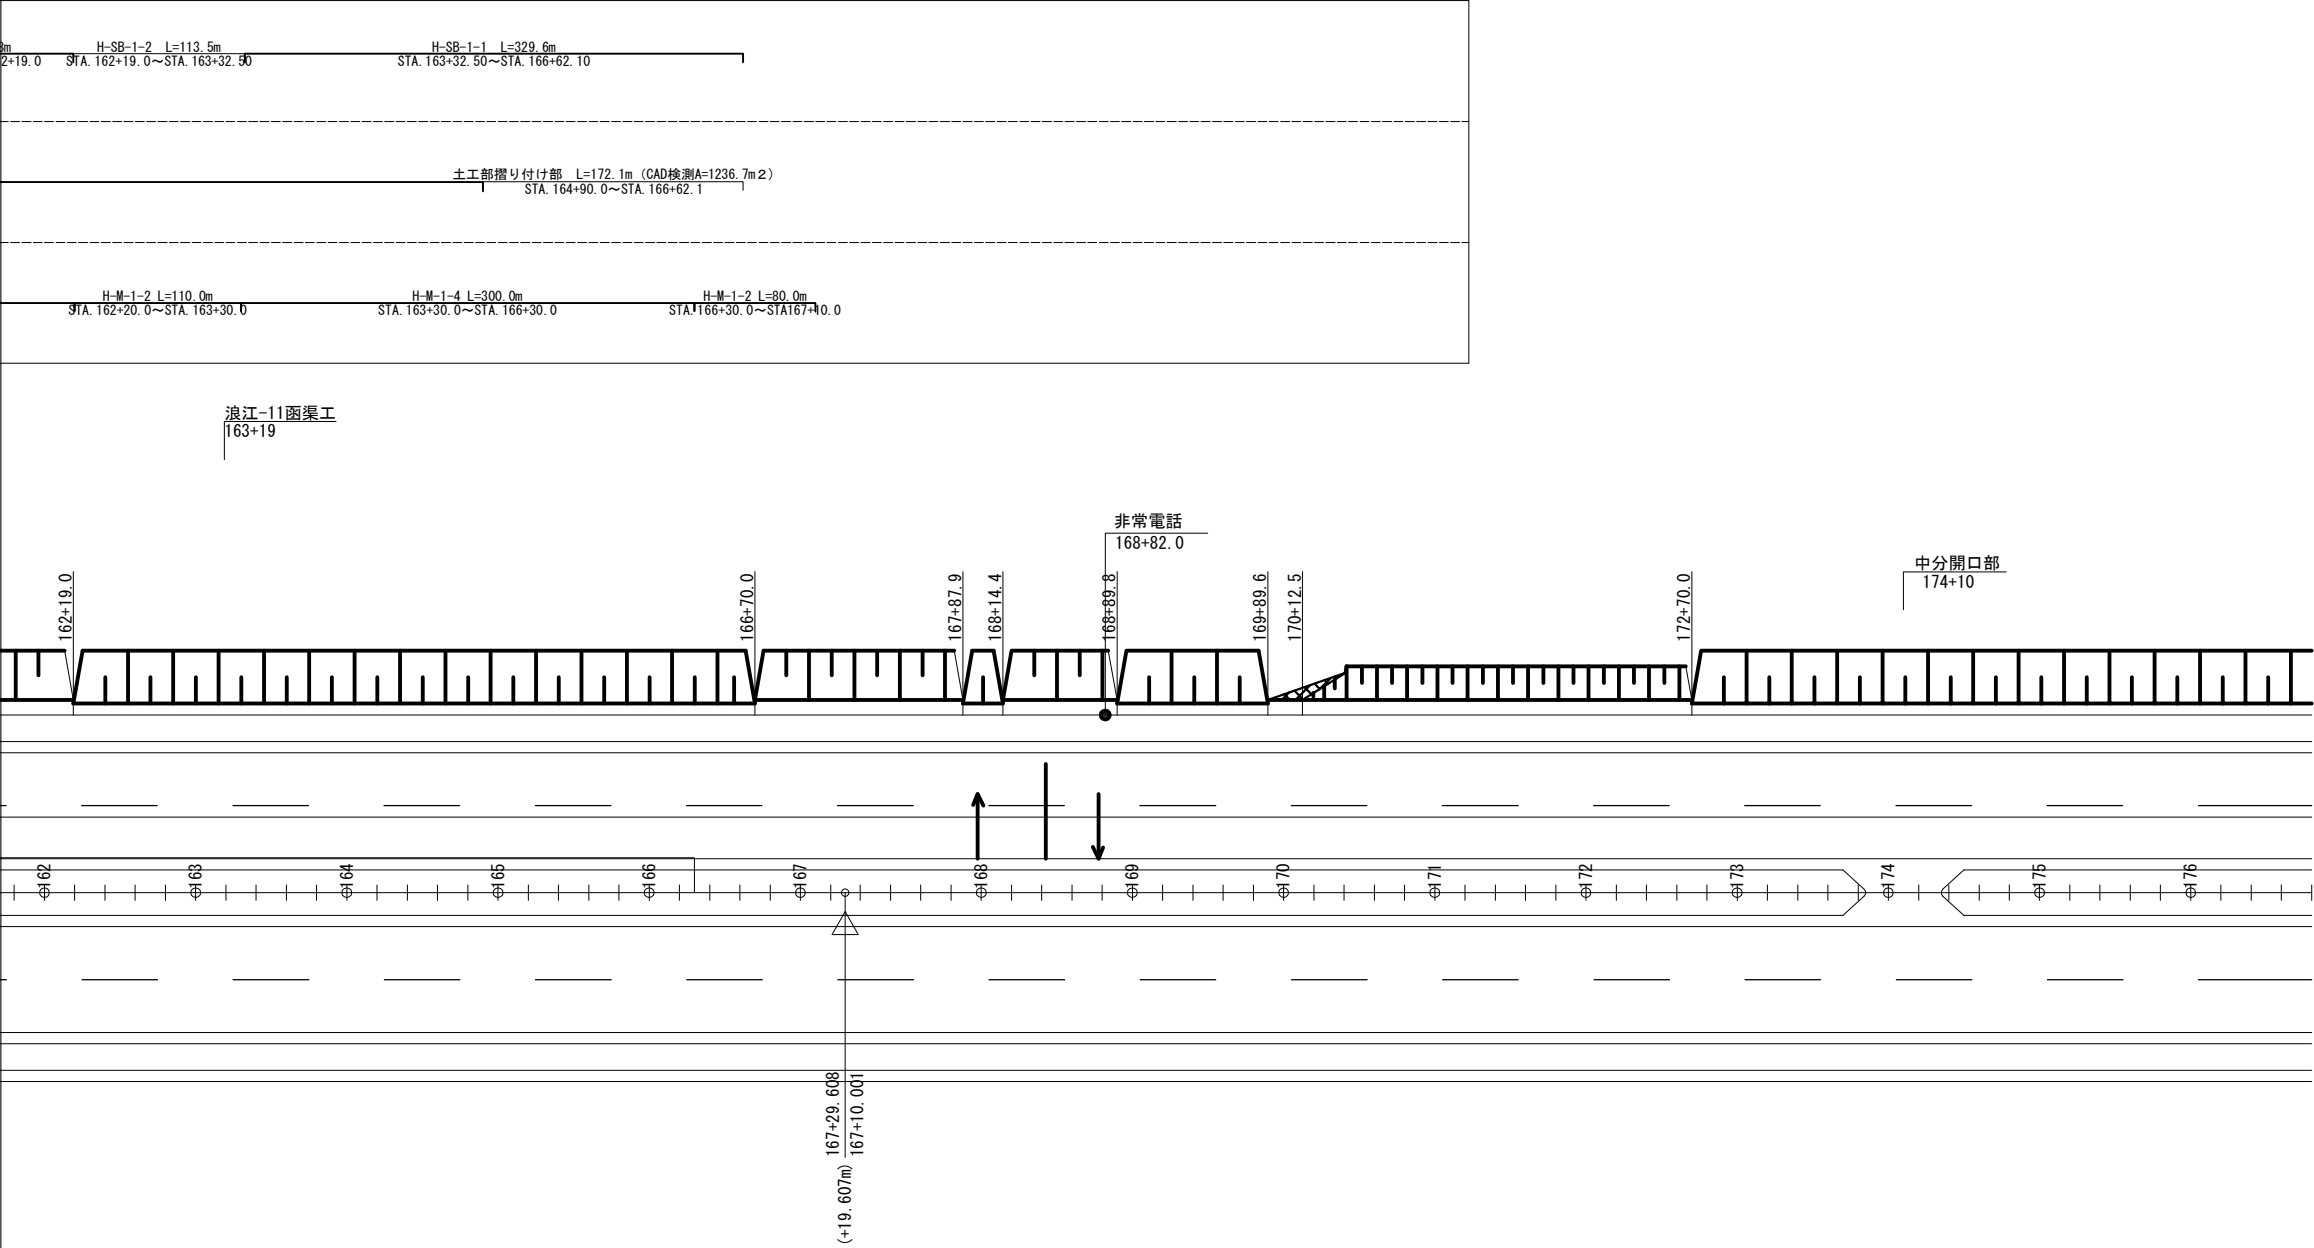 3m
2+19.0
H-SB-1-2 L=113.5m
STA.162+19.0～STA.163+32.50
H-SB-1-1 L=329.6m
STA.163+32.50～STA.166+62.10
土工部摺り付け部 L=172.1m（CAD検測A=1236.7m2）
STA.164+90.0～STA.166+62.1
H-M-1-2 L=110.0m
STA.162+20.0～STA.163+30.0
H-M-1-4 L=300.0m
STA.163+30.0～STA.166+30.0
H-M-1-2 L=80.0m
STA.166+30.0～STA167+10.0
浪江-11函渠工
163+19
非常電話
168+82.0
中分開口部
174+10
162+19.0
166+70.0
167+87.9
168+14.4
168+89.8
169+89.6
170+12.5
172+70.0
162
163
164
165
166
167
168
169
170
171
172
173
174
175
176
167+29.608
167+10.001
(+19.607m)